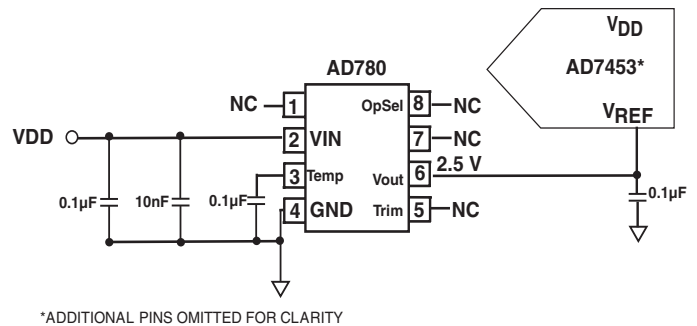 VDD
AD7453*
VREF
AD780
NC 1
OpSel 8 NC
VDD
2 VIN
7 NC
3 Temp
Vout 6 2.5 V
0.1µF
10nF
0.1µF
4 GND
Trim 5 NC
0.1µF
*ADDITIONAL PINS OMITTED FOR CLARITY